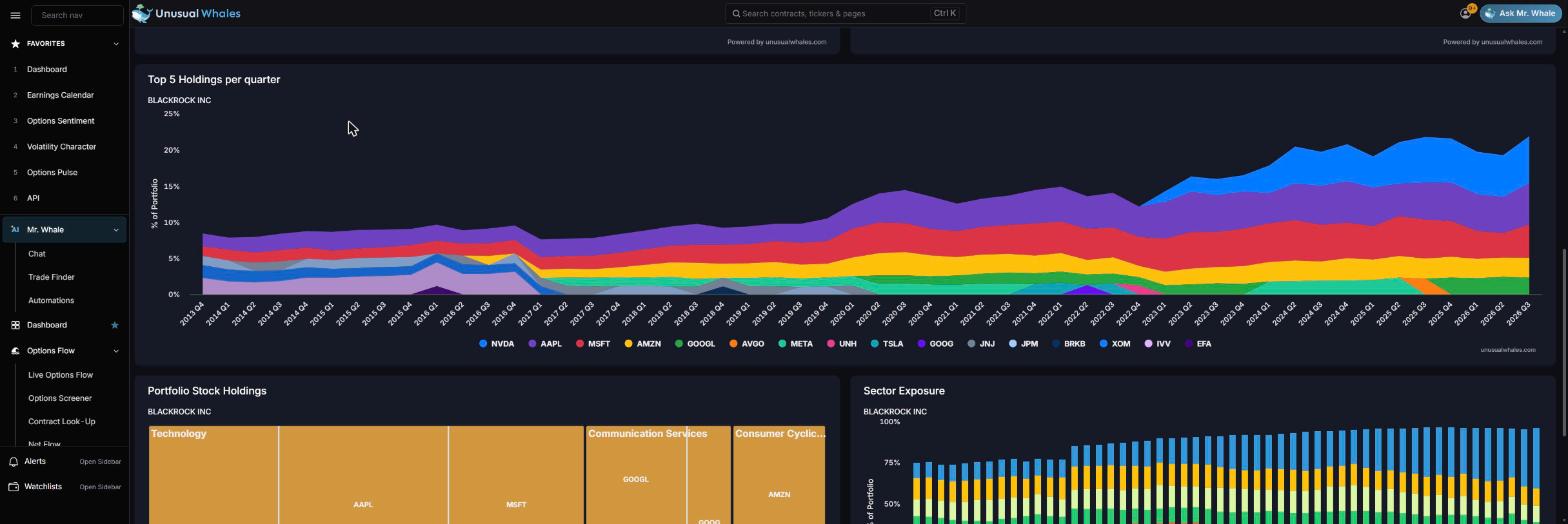 Search nav
Unusual Whales
Search contracts, tickers & pages
Ctrl K
9+
Ask Mr. Whale
FAVORITES
1 Dashboard
2 Earnings Calendar
3 Options Sentiment
4 Volatility Character
5 Options Pulse
6 API
AI Mr. Whale
Chat
Trade Finder
Automations
Dashboard
Options Flow
Live Options Flow
Options Screener
Contract Look-Up
Net Flow
Alerts Open Sidebar
Watchlists Open Sidebar
Powered by unusualwhales.com
Powered by unusualwhales.com
Top 5 Holdings per quarter
BLACKROCK INC
% of Portfolio
25%
20%
15%
10%
5%
0%
2013 Q4 2014 Q1 2014 Q2 2014 Q3 2014 Q4 2015 Q1 2015 Q2 2015 Q3 2015 Q4 2016 Q1 2016 Q2 2016 Q3 2016 Q4 2017 Q1 2017 Q2 2017 Q3 2017 Q4 2018 Q1 2018 Q2 2018 Q3 2018 Q4 2019 Q1 2019 Q2 2019 Q3 2019 Q4 2020 Q1 2020 Q2 2020 Q3 2020 Q4 2021 Q1 2021 Q2 2021 Q3 2021 Q4 2022 Q1 2022 Q2 2022 Q3 2022 Q4 2023 Q1 2023 Q2 2023 Q3 2023 Q4 2024 Q1 2024 Q2 2024 Q3 2024 Q4 2025 Q1 2025 Q2 2025 Q3 2025 Q4 2026 Q1 2026 Q2 2026 Q3
NVDA AAPL MSFT AMZN GOOGL AVGO META UNH TSLA GOOG JNJ JPM BRKB XOM IVV EFA
unusualwhales.com
Portfolio Stock Holdings
BLACKROCK INC
Technology
AAPL
MSFT
Communication Services
GOOGL
GOOG
Consumer Cyclic...
AMZN
Sector Exposure
BLACKROCK INC
100%
75%
50%
of Portfolio